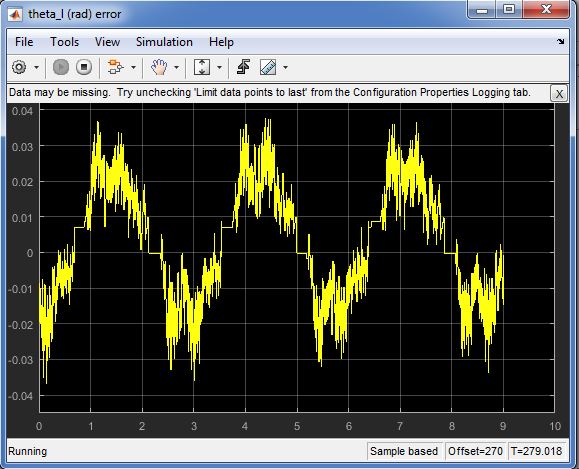 theta_l (rad) error
File Tools View Simulation Help
Data may be missing. Try unchecking 'Limit data points to last' from the Configuration Properties Logging tab. X
0.04
0.03
0.02
0.01
0
-0.01
-0.02
-0.03
-0.04
0 1 2 3 4 5 6 7 8 9 10
Running Sample based Offset=270 T=279.018